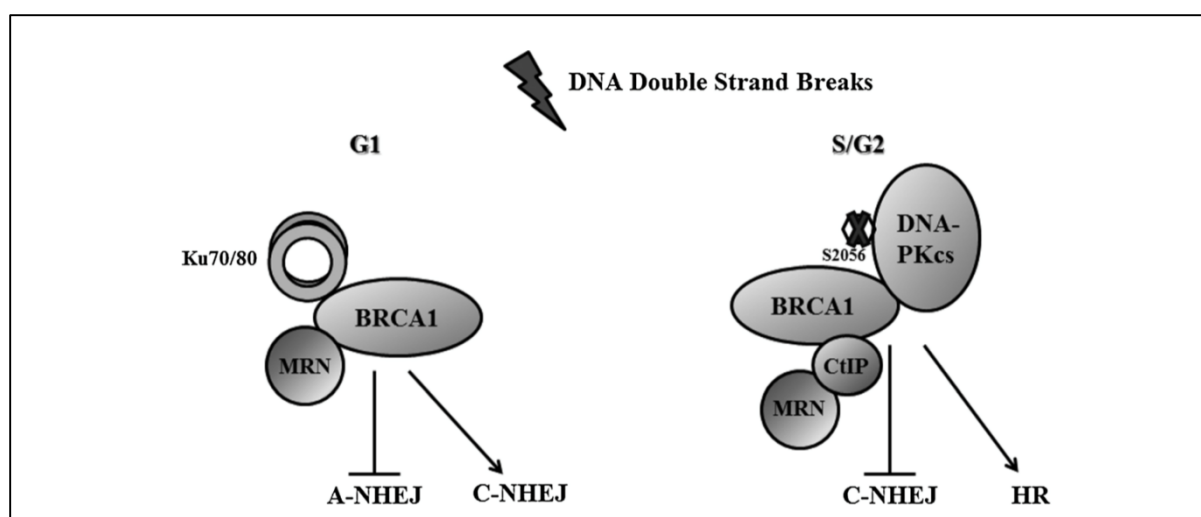 DNA Double Strand Breaks
G1
S/G2
Ku70/80
BRCA1
MRN
A-NHEJ
C-NHEJ
DNA-
PKcs
S2056
BRCA1
CtIP
MRN
C-NHEJ
HR